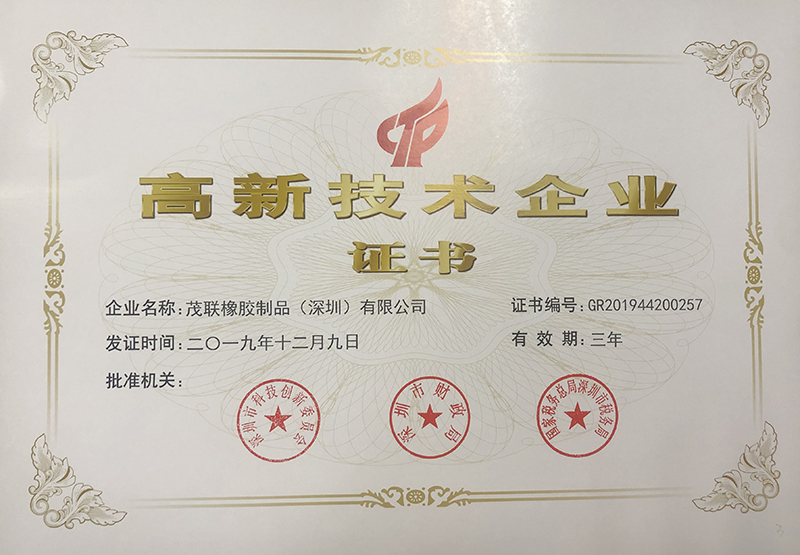 高新技术企业
证书
企业名称：茂联橡胶制品（深圳）有限公司
证书编号：GR201944200257
发证时间：二〇一九年十二月九日
有效期：三年
批准机关：
深圳市科技创新委员会
深圳市财政局
国家税务总局深圳市税务局